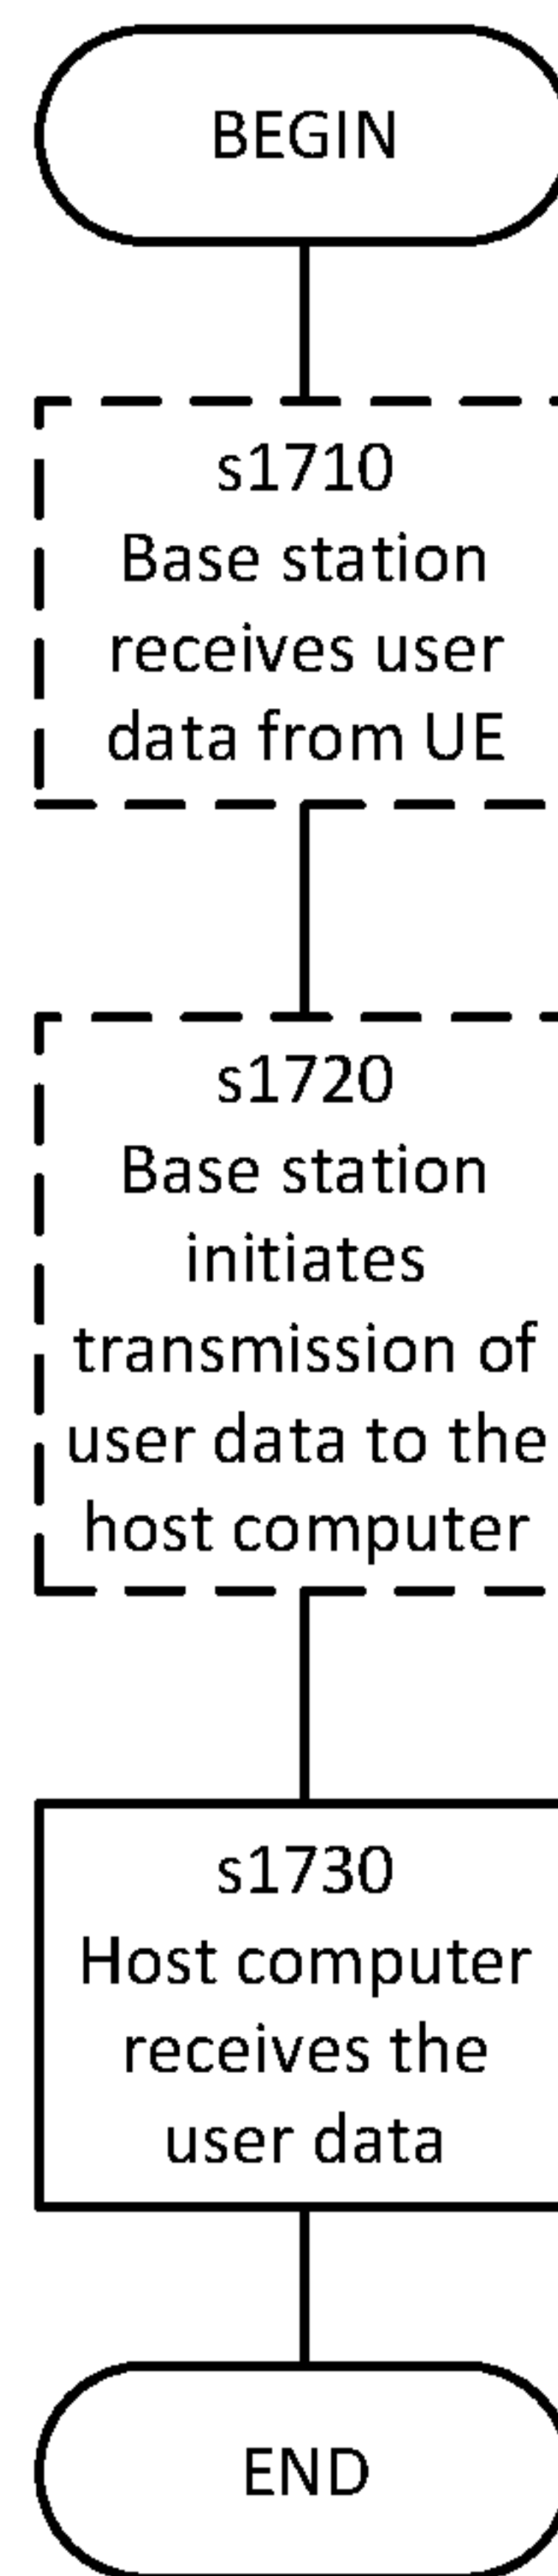 BEGIN
s1710
Base station
receives user
data from UE
s1720
Base station
initiates
transmission of
user data to the
host computer
s1730
Host computer
receives the
user data
END